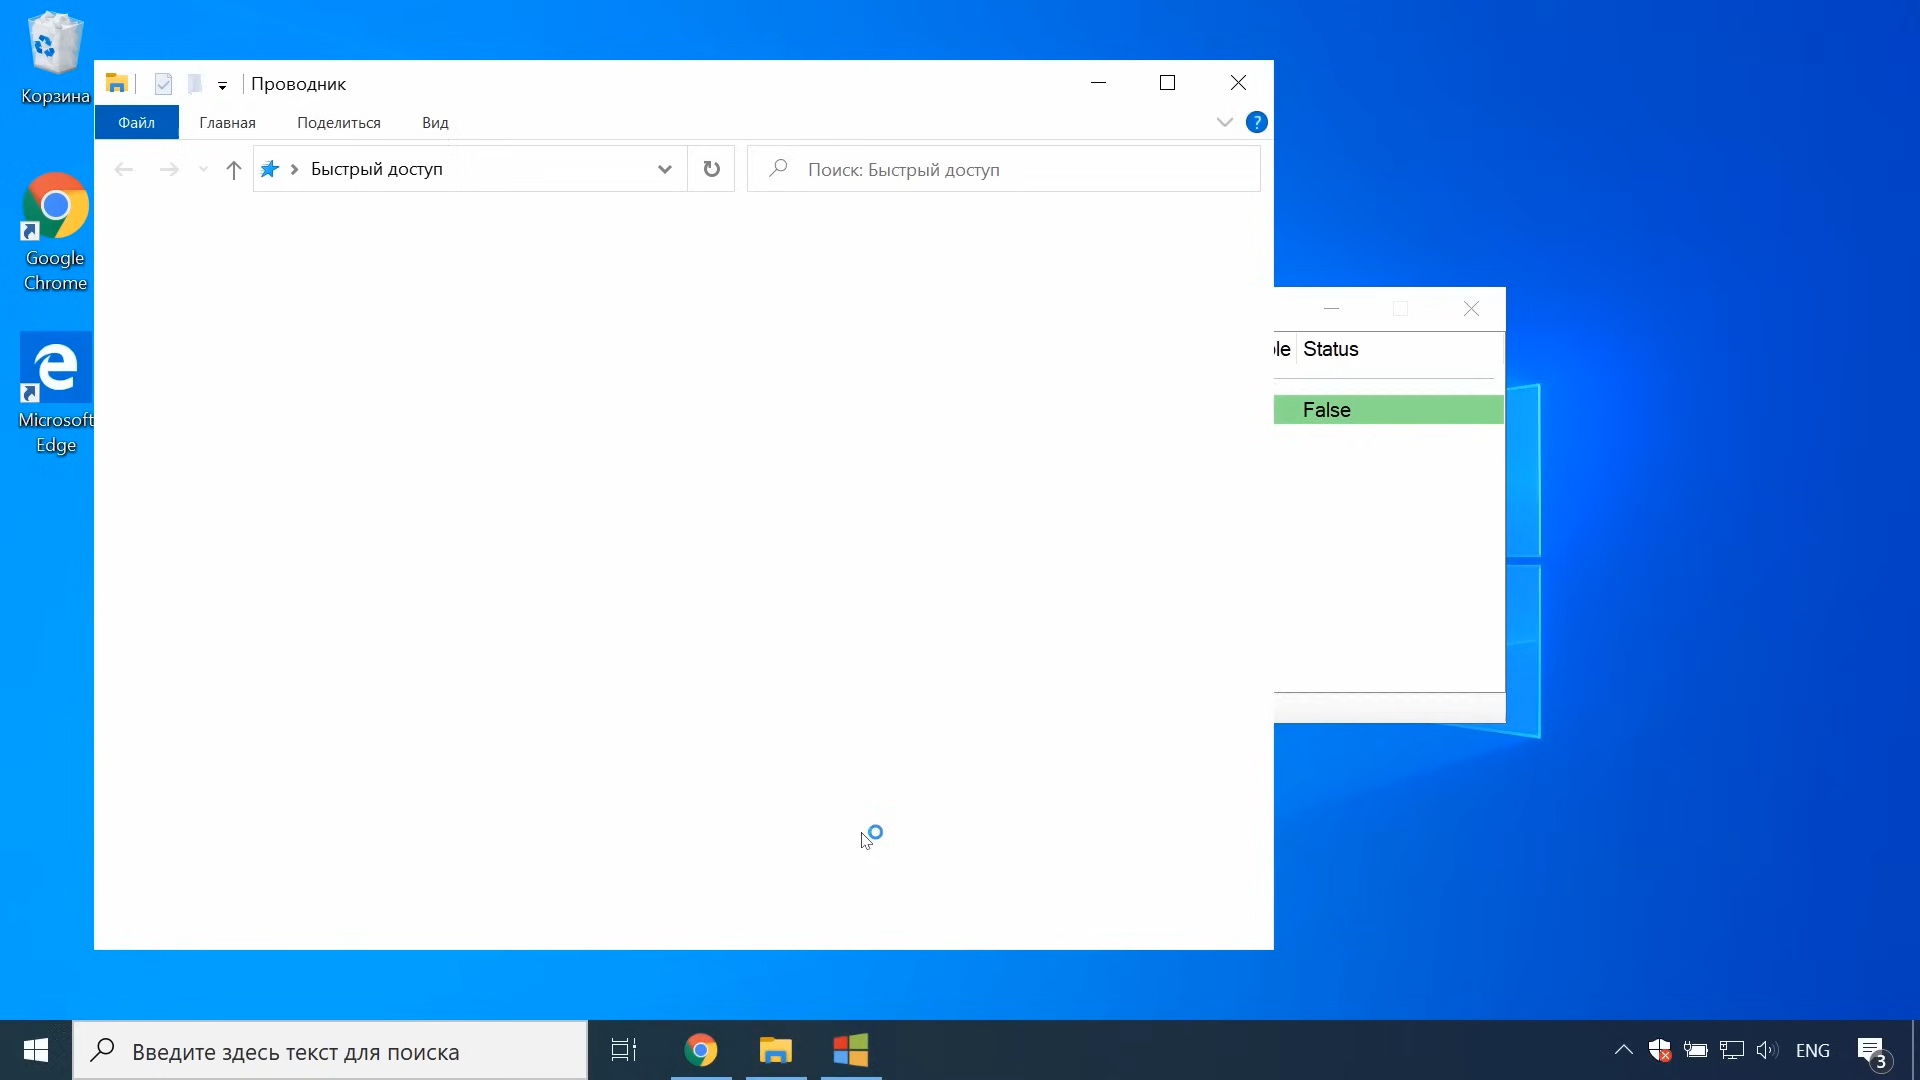 Корзина
Проводник
Файл
Главная
Поделиться
Вид
?
Быстрый доступ
Поиск: Быстрый доступ
Google
Chrome
Status
False
Microsoft
Edge
Введите здесь текст для поиска
ENG
3